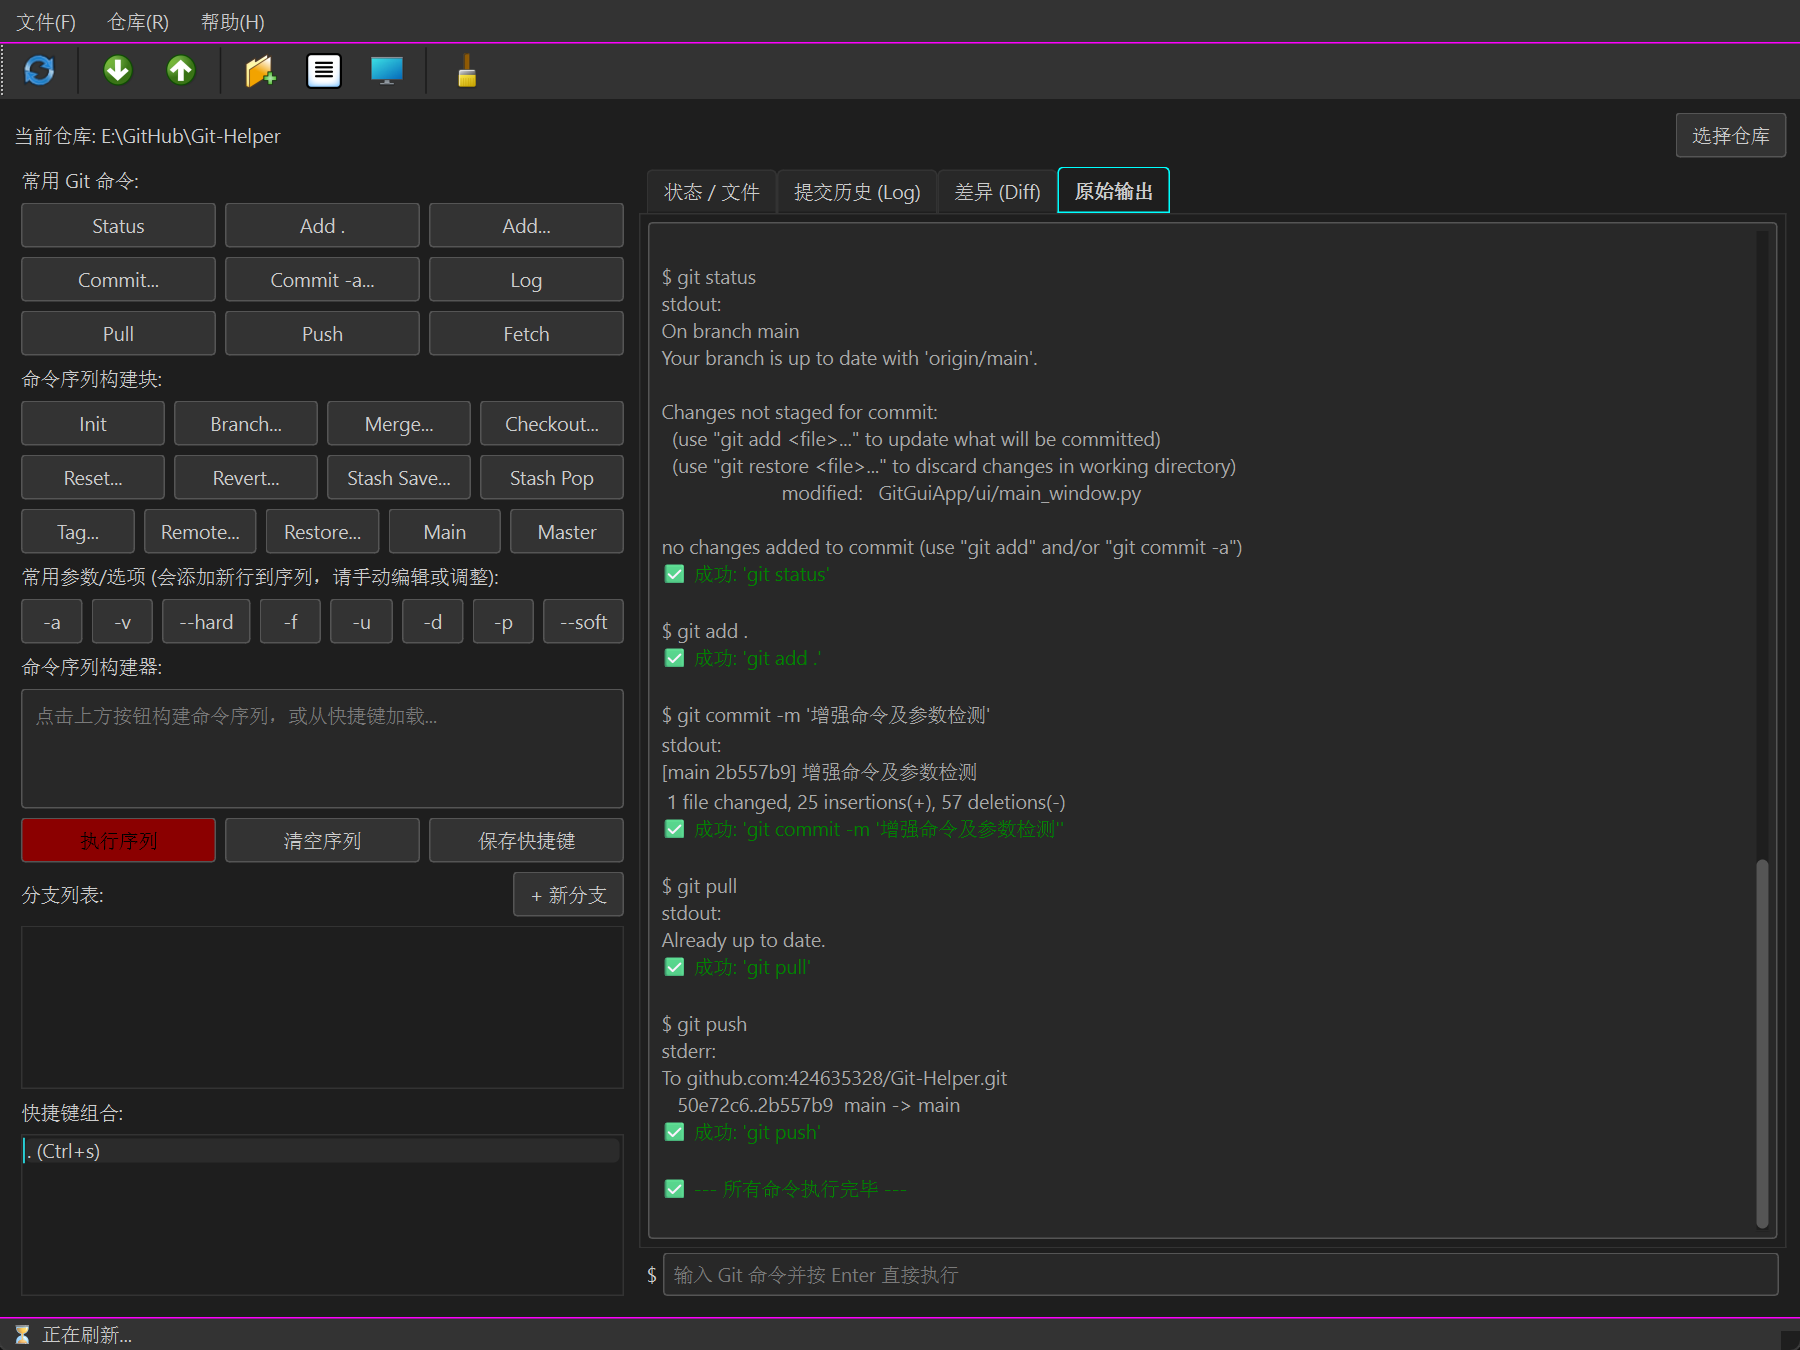 文件(F) 仓库(R) 帮助(H)
当前仓库: E:\GitHub\Git-Helper
选择仓库
常用 Git 命令:
Status Add . Add...
Commit... Commit -a... Log
Pull Push Fetch
命令序列构建块:
Init Branch... Merge... Checkout...
Reset... Revert... Stash Save... Stash Pop
Tag... Remote... Restore... Main Master
常用参数/选项 (会添加新行到序列，请手动编辑或调整):
-a -v --hard -f -u -d -p --soft
命令序列构建器:
点击上方按钮构建命令序列，或从快捷键加载...
执行序列 清空序列 保存快捷键
分支列表:
+ 新分支
快捷键组合:
. (Ctrl+s)
状态 / 文件 提交历史 (Log) 差异 (Diff) 原始输出
$ git status
stdout:
On branch main
Your branch is up to date with 'origin/main'.
Changes not staged for commit:
(use "git add <file>..." to update what will be committed)
(use "git restore <file>..." to discard changes in working directory)
modified: GitGuiApp/ui/main_window.py
no changes added to commit (use "git add" and/or "git commit -a")
✅ 成功: 'git status'
$ git add .
✅ 成功: 'git add .'
$ git commit -m '增强命令及参数检测'
stdout:
[main 2b557b9] 增强命令及参数检测
1 file changed, 25 insertions(+), 57 deletions(-)
✅ 成功: 'git commit -m '增强命令及参数检测''
$ git pull
stdout:
Already up to date.
✅ 成功: 'git pull'
$ git push
stderr:
To github.com:424635328/Git-Helper.git
50e72c6..2b557b9 main -> main
✅ 成功: 'git push'
✅ --- 所有命令执行完毕 ---
$ 输入 Git 命令并按 Enter 直接执行
⏳ 正在刷新...